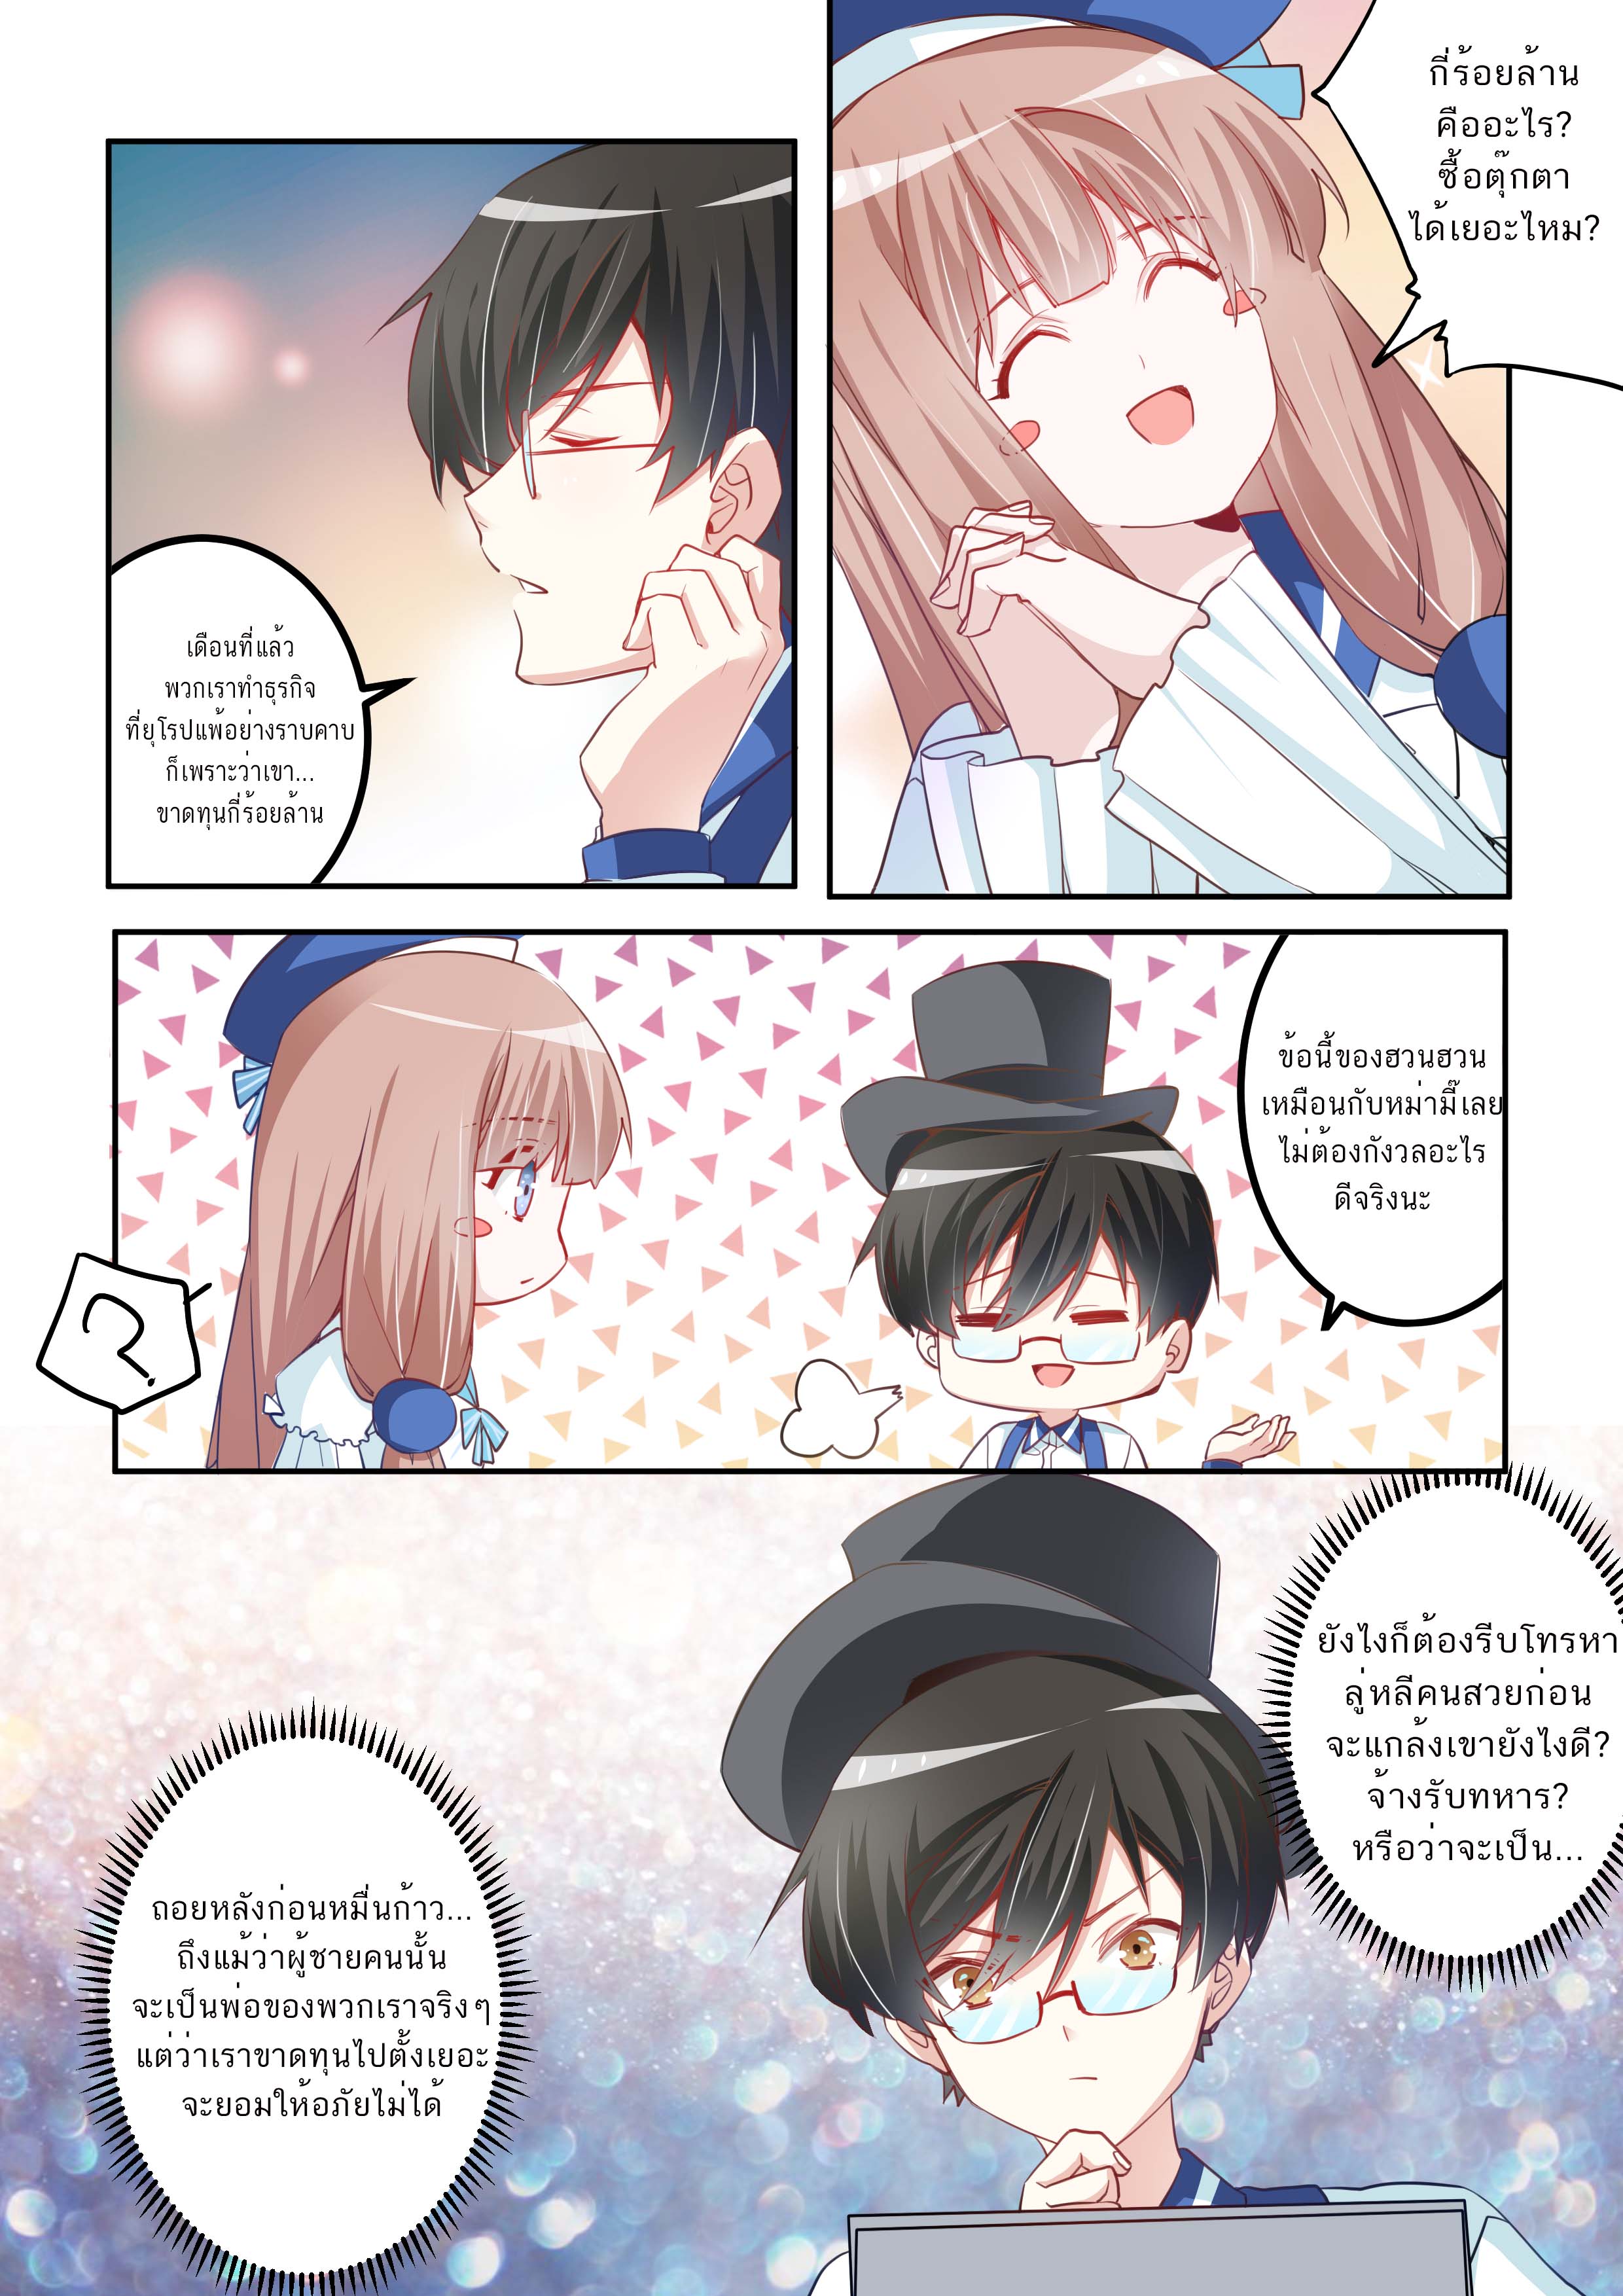 เดือนที่แล้ว
พวกเราทำธุรกิจ
ที่ยุโรปแพ้อย่างราบคาบ
ก็เพราะว่าเขา...
ขาดทุนกี่ร้อยล้าน
กี่ร้อยล้าน
คืออะไร?
ซื้อตุ๊กตา
ได้เยอะไหม?
ข้อนี้ของฮวนฮวน
เหมือนกับหม่ามี๊เลย
ไม่ต้องกังวลอะไร
ดีจริงนะ
?
ยังไงก็ต้องรีบโทรหา
ลู่หลีคนสวยก่อน
จะแกล้งเขายังไงดี?
จ้างรับทหาร?
หรือว่าจะเป็น...
ถอยหลังก่อนหมื่นก้าว...
ถึงแม้ว่าผู้ชายคนนั้น
จะเป็นพ่อของพวกเราจริงๆ
แต่ว่าเราขาดทุนไปตั้งเยอะ
จะยอมให้อภัยไม่ได้